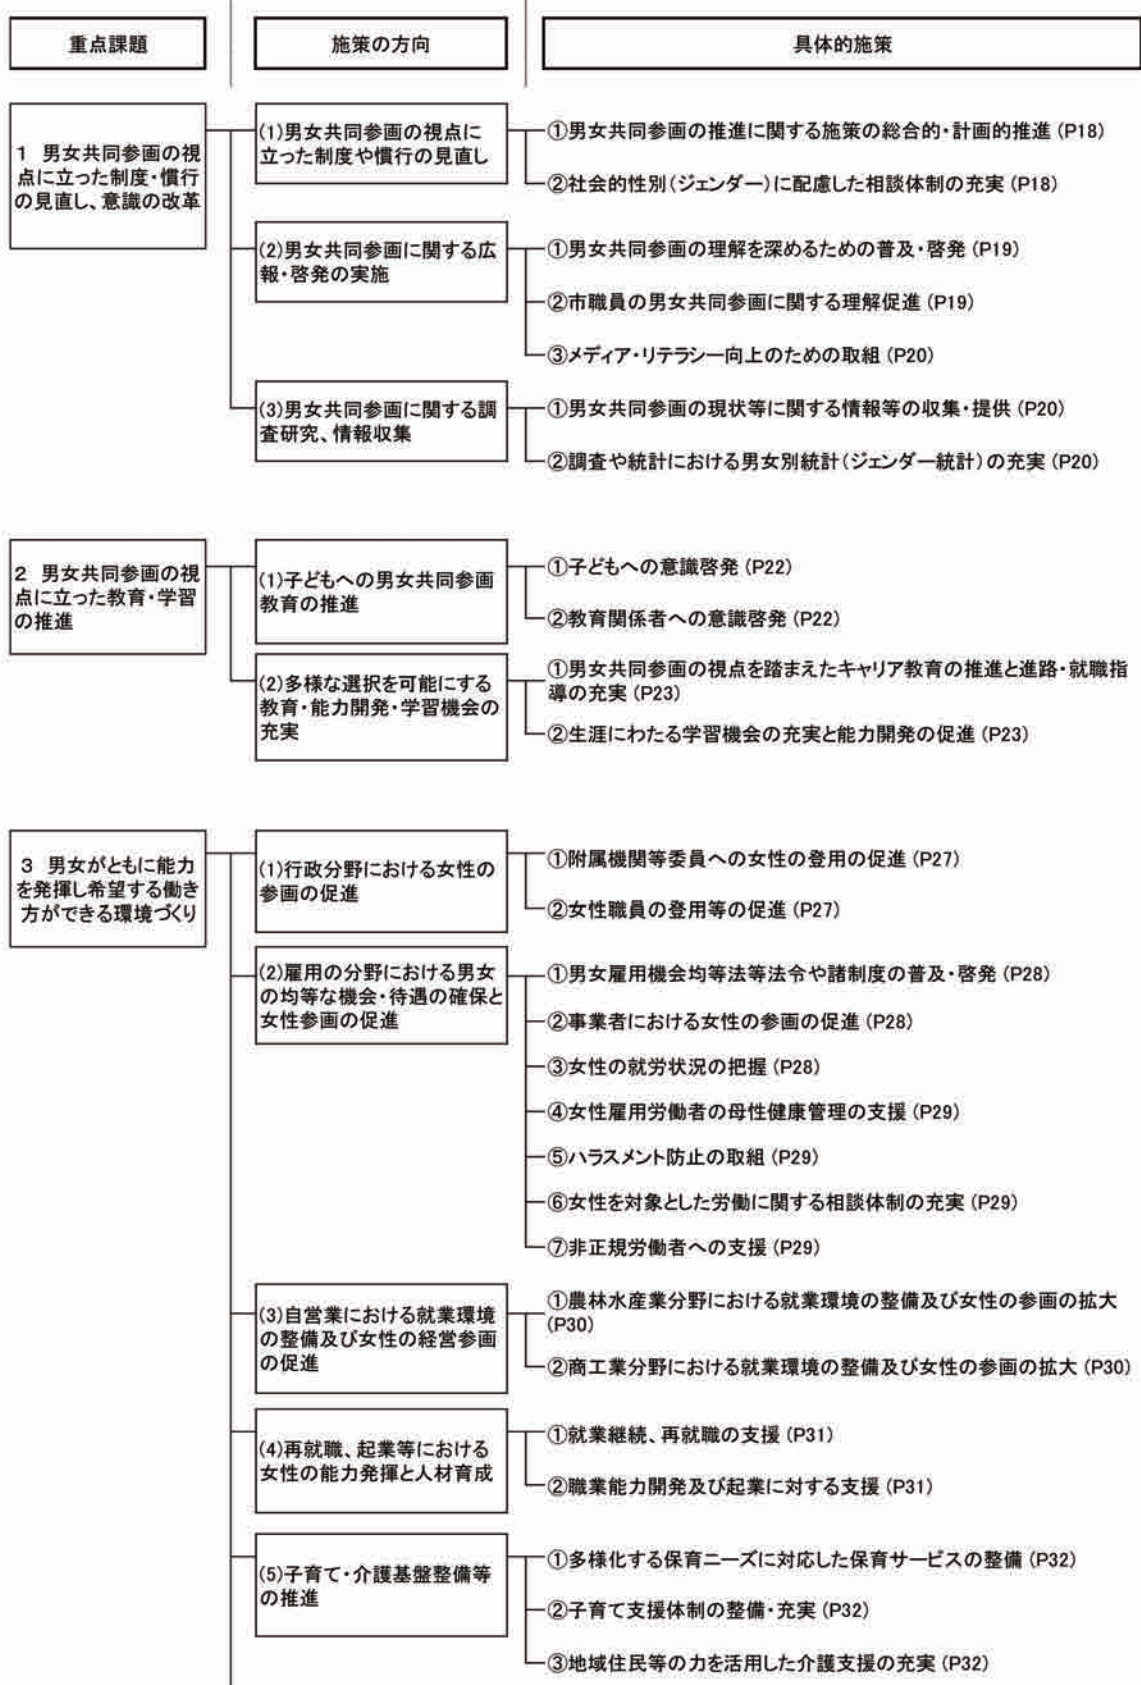 重点課題
施策の方向
具体的施策
1 男女共同参画の視
点に立った制度・慣行
の見直し、意識の改革
(1)男女共同参画の視点に
立った制度や慣行の見直し
①男女共同参画の推進に関する施策の総合的・計画的推進 (P18)
②社会的性別(ジェンダー)に配慮した相談体制の充実 (P18)
(2)男女共同参画に関する広
報・啓発の実施
①男女共同参画の理解を深めるための普及・啓発 (P19)
②市職員の男女共同参画に関する理解促進 (P19)
③メディア・リテラシー向上のための取組 (P20)
(3)男女共同参画に関する調
査研究、情報収集
①男女共同参画の現状等に関する情報等の収集・提供 (P20)
②調査や統計における男女別統計(ジェンダー統計)の充実 (P20)
2 男女共同参画の視
点に立った教育・学習
の推進
(1)子どもへの男女共同参画
教育の推進
①子どもへの意識啓発 (P22)
②教育関係者への意識啓発 (P22)
(2)多様な選択を可能にする
教育・能力開発・学習機会の
充実
①男女共同参画の視点を踏まえたキャリア教育の推進と進路・就職指
導の充実 (P23)
②生涯にわたる学習機会の充実と能力開発の促進 (P23)
3 男女がともに能力
を発揮し希望する働き
方ができる環境づくり
(1)行政分野における女性の
参画の促進
①附属機関等委員への女性の登用の促進 (P27)
②女性職員の登用等の促進 (P27)
(2)雇用の分野における男女
の均等な機会・待遇の確保と
女性参画の促進
①男女雇用機会均等法等法令や諸制度の普及・啓発 (P28)
②事業者における女性の参画の促進 (P28)
③女性の就労状況の把握 (P28)
④女性雇用労働者の母性健康管理の支援 (P29)
⑤ハラスメント防止の取組 (P29)
⑥女性を対象とした労働に関する相談体制の充実 (P29)
⑦非正規労働者への支援 (P29)
(3)自営業における就業環境
の整備及び女性の経営参画
の促進
①農林水産業分野における就業環境の整備及び女性の参画の拡大
(P30)
②商工業分野における就業環境の整備及び女性の参画の拡大 (P30)
(4)再就職、起業等における
女性の能力発揮と人材育成
①就業継続、再就職の支援 (P31)
②職業能力開発及び起業に対する支援 (P31)
(5)子育て・介護基盤整備等
の推進
①多様化する保育ニーズに対応した保育サービスの整備 (P32)
②子育て支援体制の整備・充実 (P32)
③地域住民等の力を活用した介護支援の充実 (P32)